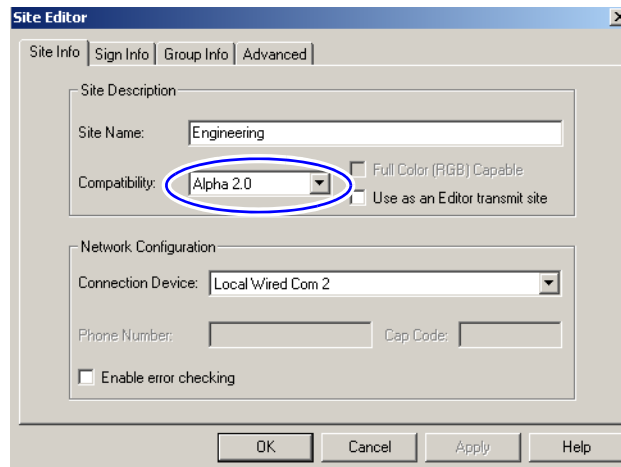 Site Editor
Site Info Sign Info Group Info Advanced
Site Description
Site Name: Engineering
Full Color (RGB) Capable
Compatibility: Alpha 2.0
Use as an Editor transmit site
Network Configuration
Connection Device: Local Wired Com 2
Phone Number: Cap Code:
Enable error checking
OK Cancel Apply Help